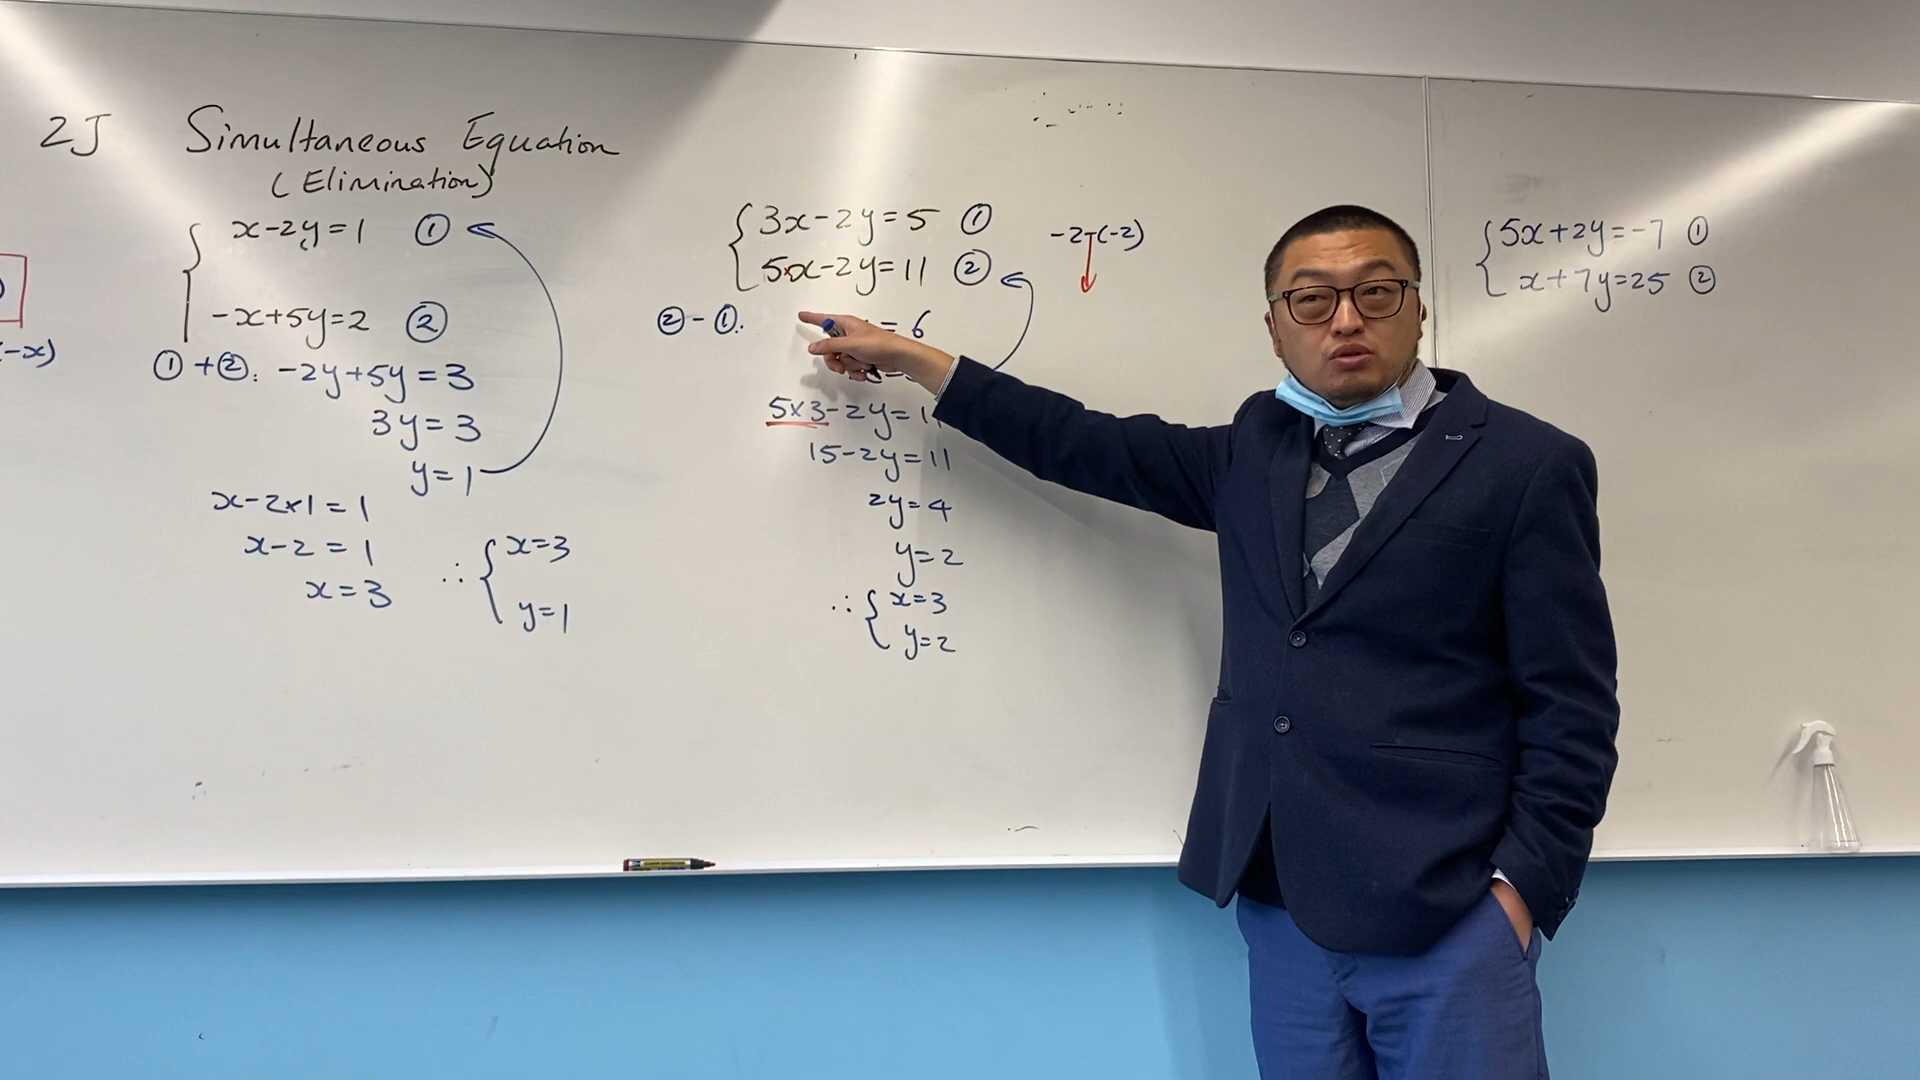 2J Simultaneous Equation
(Elimination)
x-2y=1 ①
-x+5y=2 ②
(-x)
①+②: -2y+5y=3
3y=3
y=1
x-2×1=1
x-2=1
x=3
∴ x=3
y=1
3x-2y=5 ①
5×x-2y=11 ②
-2-(-2)
②-①:
= 6
5×3-2y=11
15-2y=11
2y=4
y=2
∴ x=3
y=2
5x+2y=-7 ①
x+7y=25 ②